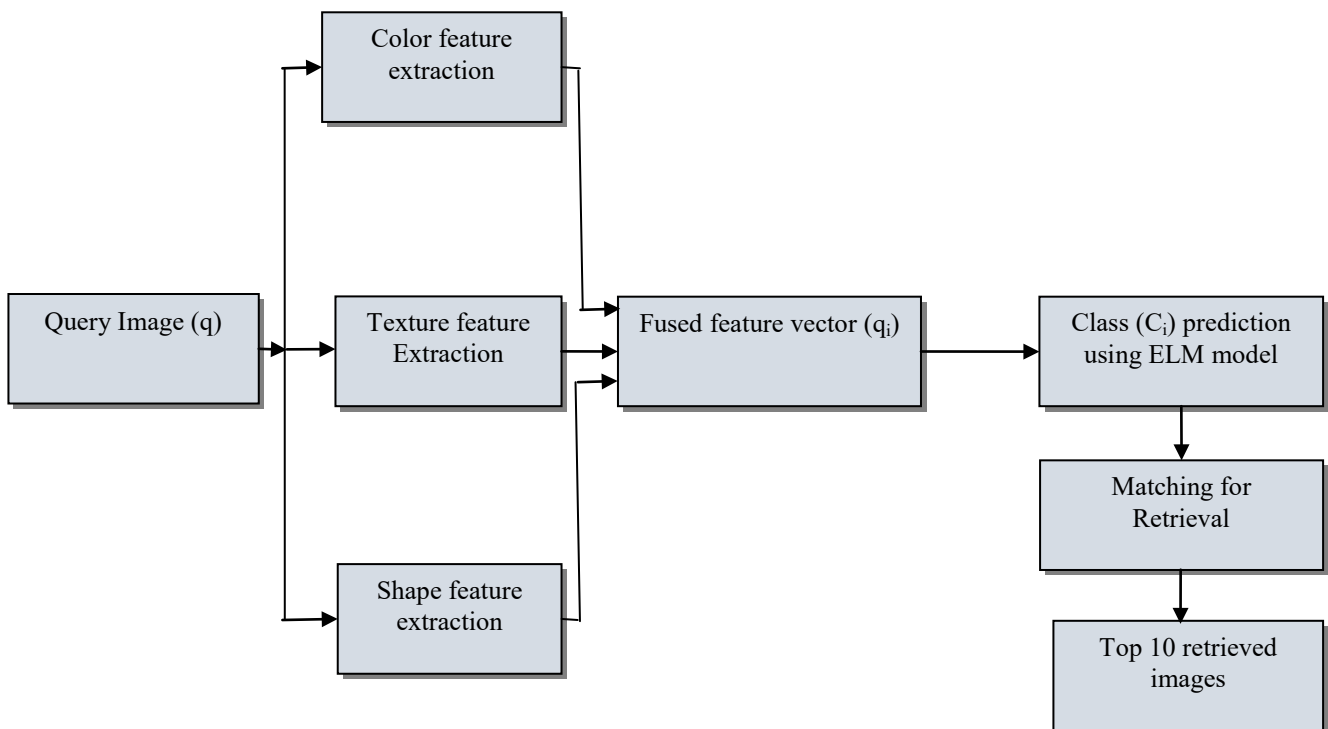 Color feature
extraction
Query Image (q)
Texture feature
Extraction
Fused feature vector (qᵢ)
Class (Cᵢ) prediction
using ELM model
Matching for
Retrieval
Shape feature
extraction
Top 10 retrieved
images